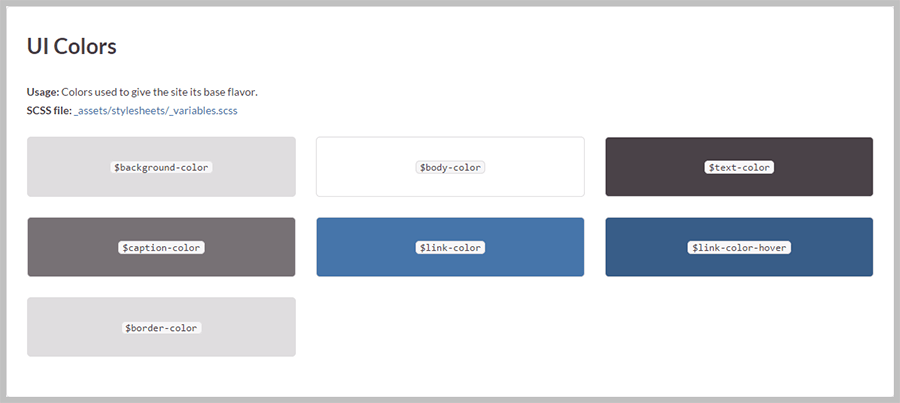 UI Colors
Usage: Colors used to give the site its base flavor.
SCSS file: _assets/stylesheets/_variables.scss
$background-color
$body-color
$text-color
$caption-color
$link-color
$link-color-hover
$border-color